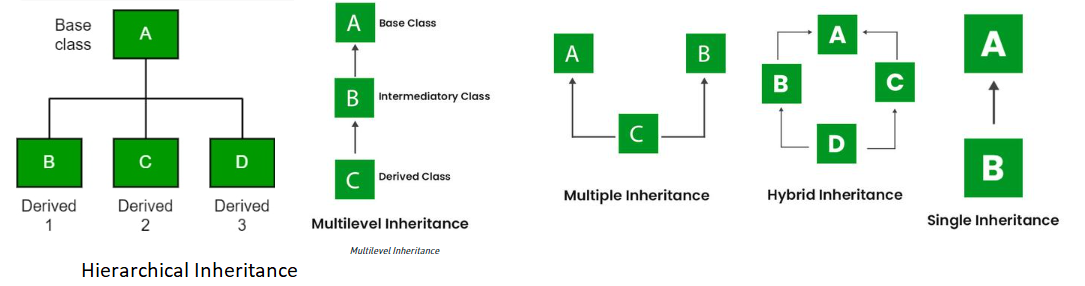 Base
class
A
B
C
D
Derived
1
Derived
2
Derived
3
Hierarchical Inheritance
A
Base Class
B
Intermediatory Class
C
Derived Class
Multilevel Inheritance
Multilevel Inheritance
A
B
C
Multiple Inheritance
A
B
C
D
Hybrid Inheritance
A
B
Single Inheritance